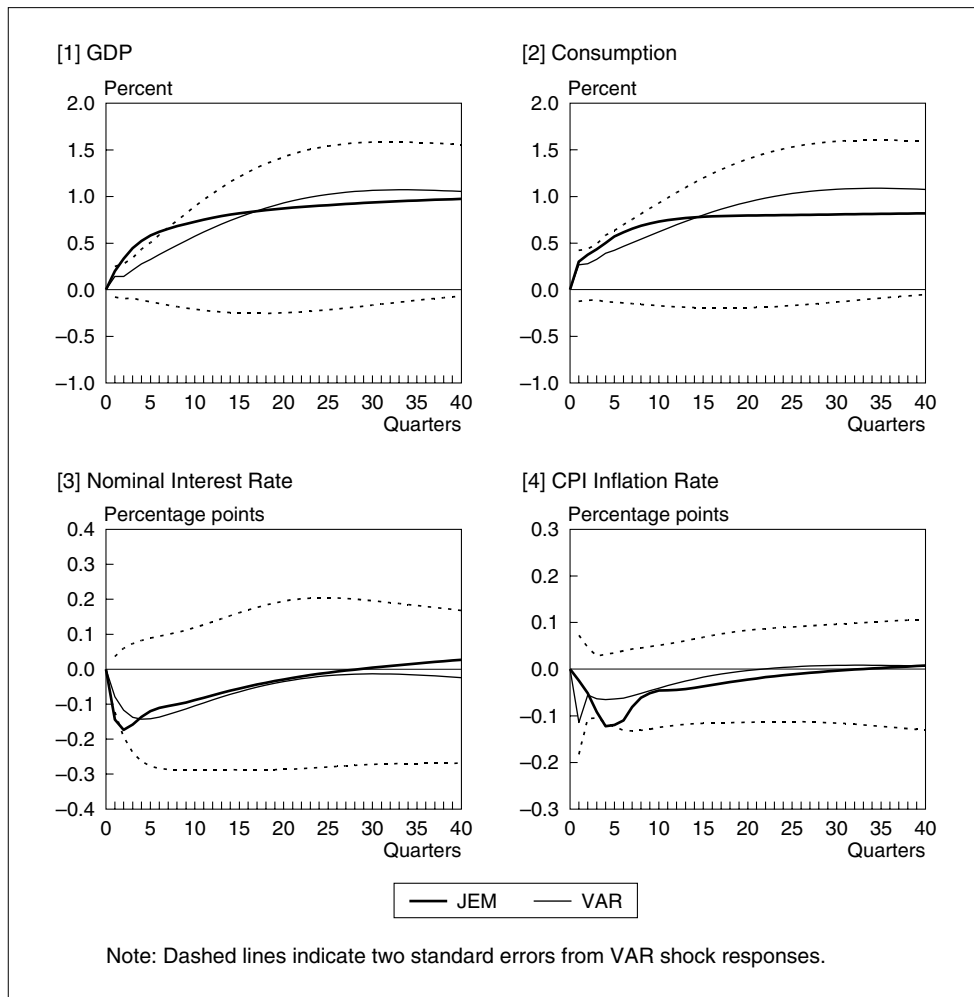 [1] GDP
Percent
2.0
1.5
1.0
0.5
0.0
–0.5
–1.0
0 5 10 15 20 25 30 35 40
Quarters
[2] Consumption
Percent
2.0
1.5
1.0
0.5
0.0
–0.5
–1.0
0 5 10 15 20 25 30 35 40
Quarters
[3] Nominal Interest Rate
Percentage points
0.4
0.3
0.2
0.1
0.0
–0.1
–0.2
–0.3
–0.4
0 5 10 15 20 25 30 35 40
Quarters
[4] CPI Inflation Rate
Percentage points
0.3
0.2
0.1
0.0
–0.1
–0.2
–0.3
0 5 10 15 20 25 30 35 40
Quarters
JEM VAR
Note: Dashed lines indicate two standard errors from VAR shock responses.